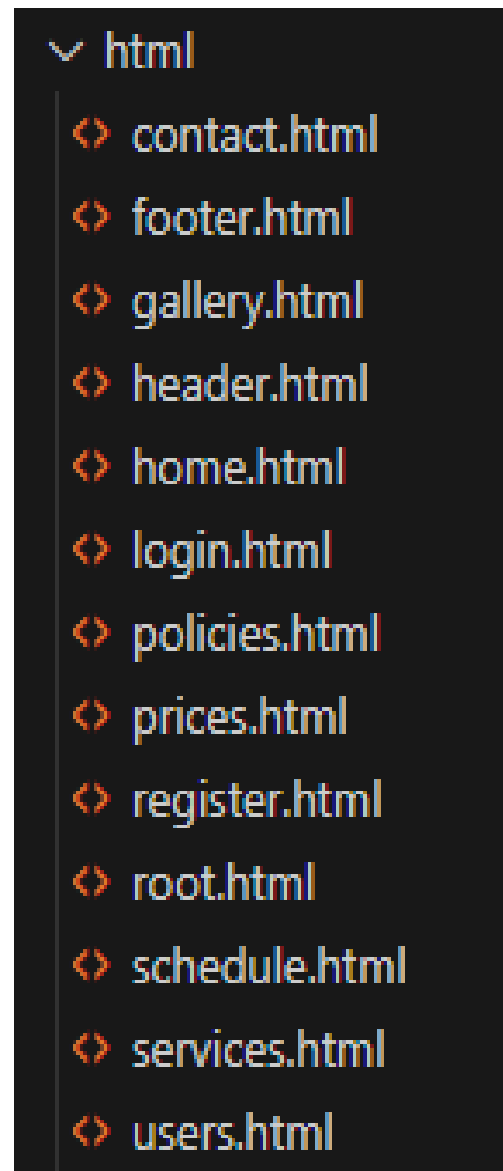 html
contact.html
footer.html
gallery.html
header.html
home.html
login.html
policies.html
prices.html
register.html
root.html
schedule.html
services.html
users.html